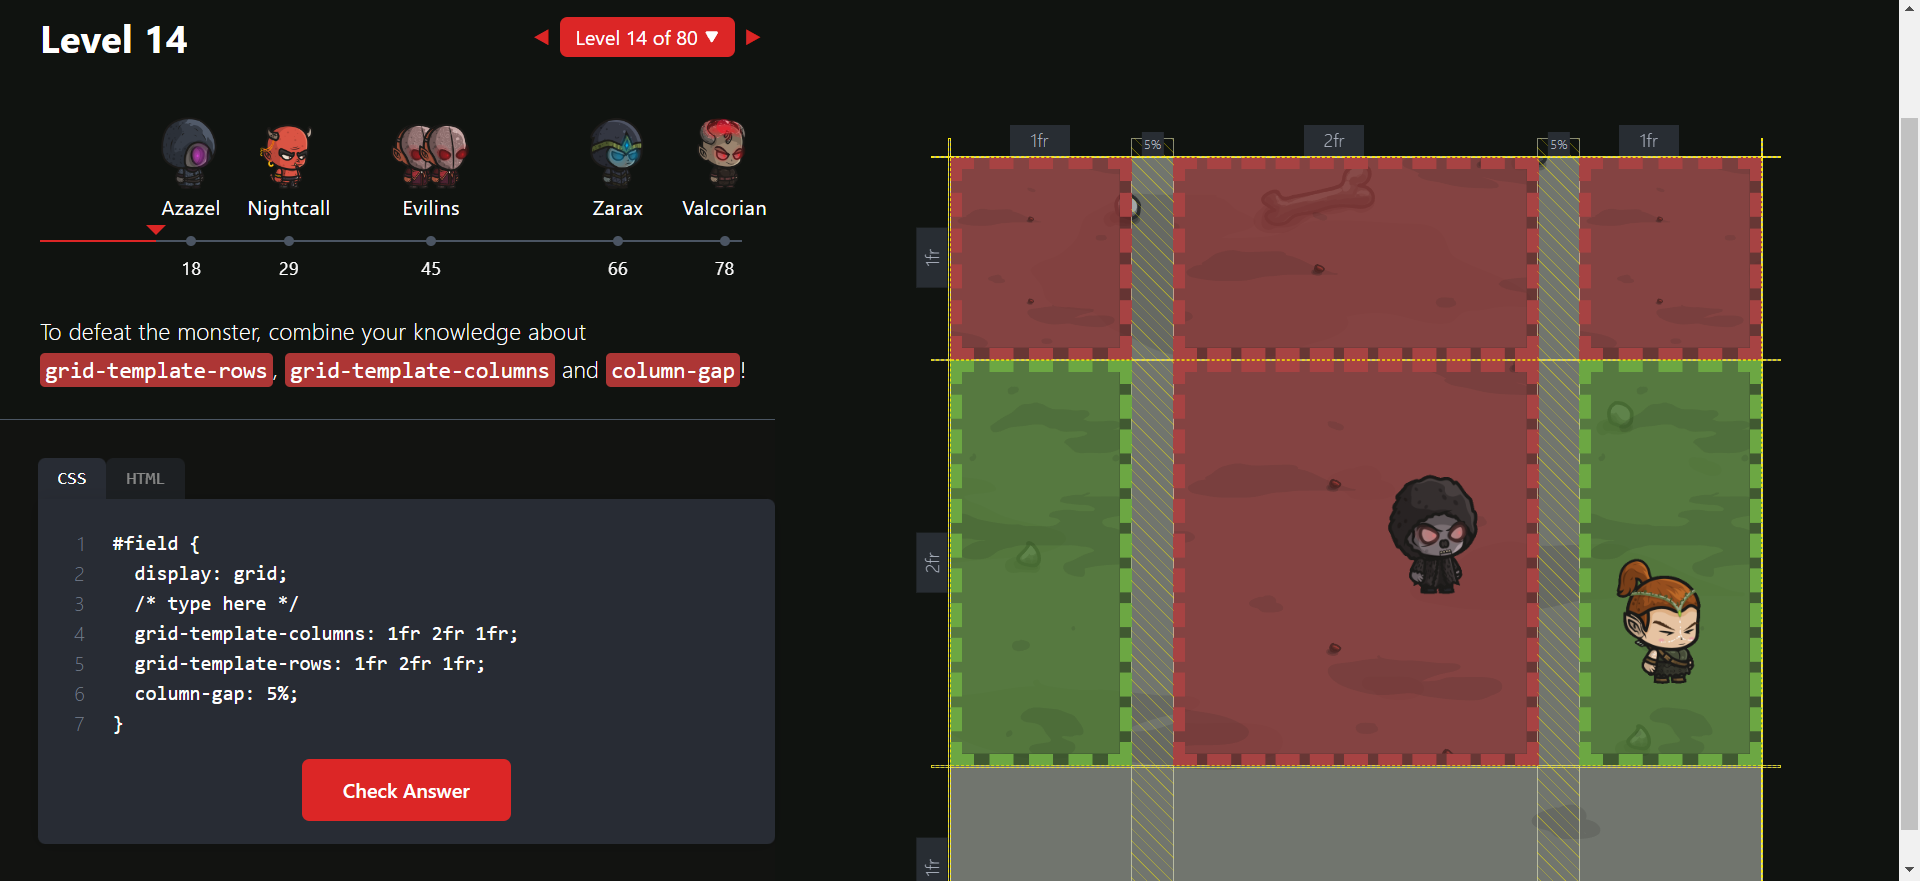 Level 14
Level 14 of 80 ▼
Azazel Nightcall Evilins Zarax Valcorian
18 29 45 66 78
To defeat the monster, combine your knowledge about
grid-template-rows, grid-template-columns and column-gap!
CSS HTML
1 #field {
2 display: grid;
3 /* type here */
4 grid-template-columns: 1fr 2fr 1fr;
5 grid-template-rows: 1fr 2fr 1fr;
6 column-gap: 5%;
7 }
Check Answer
1fr 5% 2fr 5% 1fr
1fr
2fr
1fr